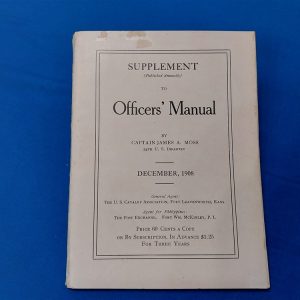 SUPPLEMENT
(Published Annually)
TO
Officers' Manual
BY
CAPTAIN JAMES A. MOSS
24TH U. S. INFANTRY
DECEMBER, 1908
General Agent:
THE U. S. CAVALRY ASSOCIATION, FORT LEAVENWORTH, KANS.
Agent for Philippines:
THE POST EXCHANGE, FORT WM. MCKINLEY, P. I.
PRICE 60 CENTS A COPY
OR BY SUBSCRIPTION, IN ADVANCE $1.25
FOR THREE YEARS